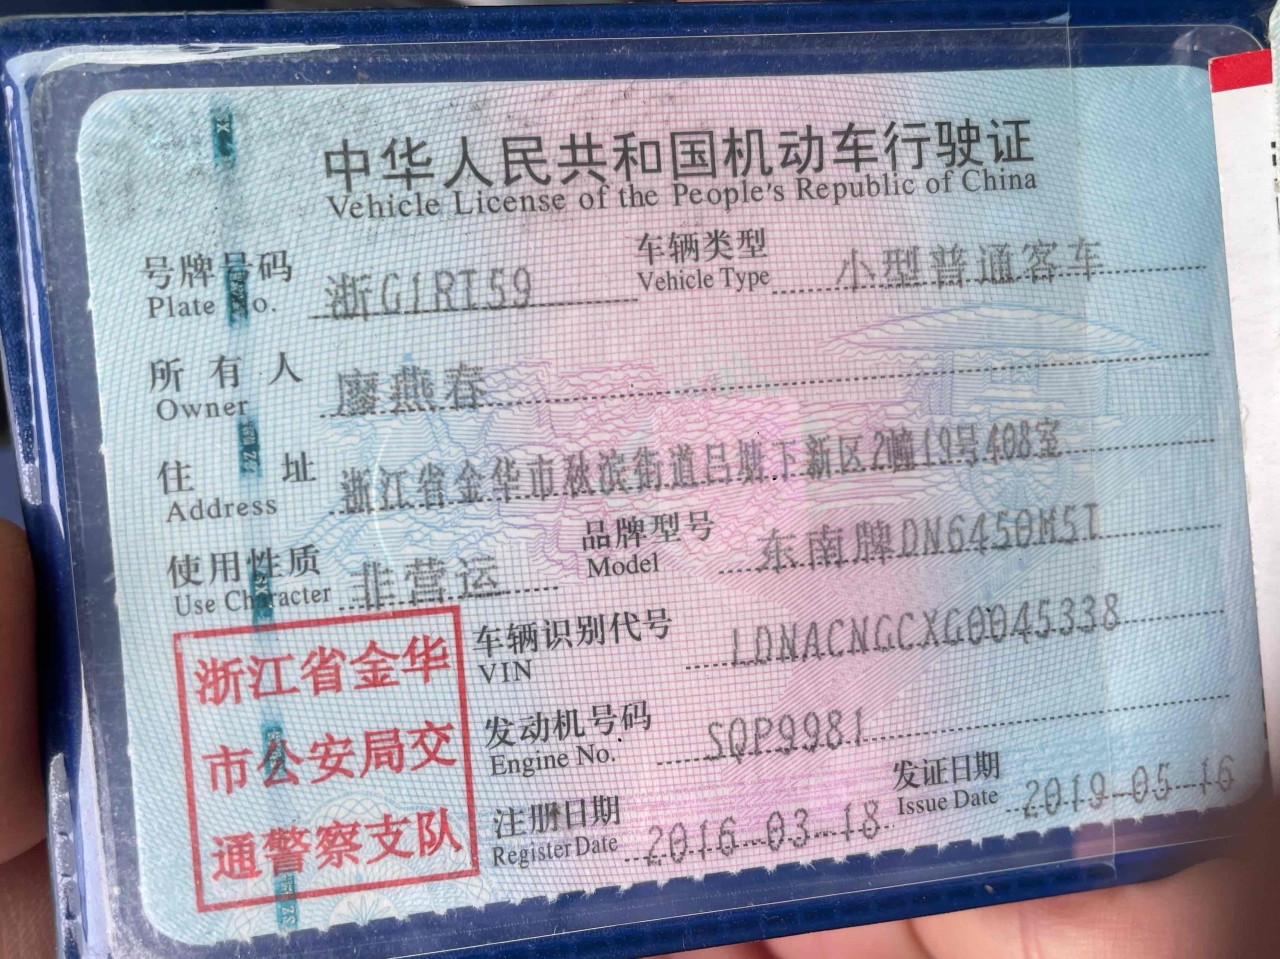 中华人民共和国机动车行驶证
Vehicle License of the People's Republic of China
号牌号码 浙G1RT59 车辆类型 小型普通客车
Plate No. Vehicle Type
所有人 廖燕春
Owner
住址 浙江省金华市秋滨街道吕塘下新区2幢19号408室
Address
使用性质 非营运 品牌型号 东南牌DN6450M5T
Use Character Model
浙江省金华
市公安局交
通警察支队
车辆识别代号 LDNACNGCXG0045338
VIN
发动机号码 SQP9981
Engine No.
注册日期 2016-03-18 发证日期 2019-05-16
Register Date Issue Date